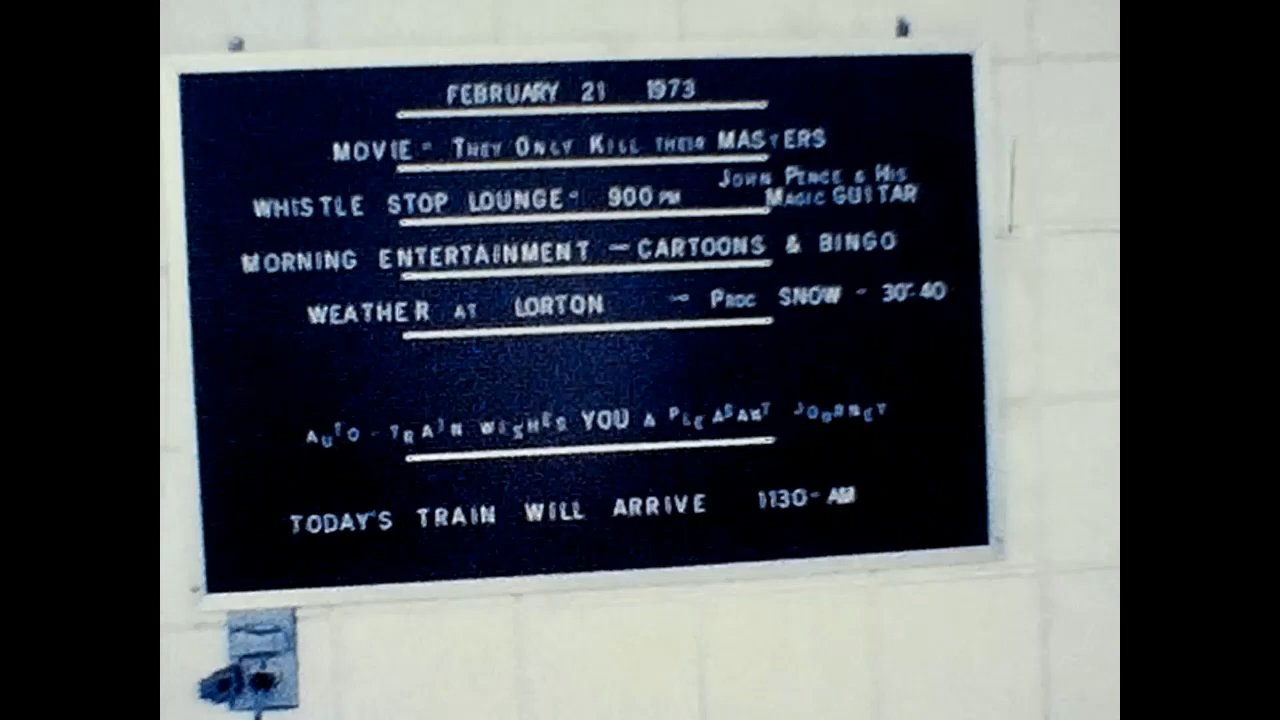 FEBRUARY 21 1973
MOVIE - THEY ONLY KILL THEIR MASTERS
WHISTLE STOP LOUNGE - 900 PM JOHN PENCE & HIS
MAGIC GUITAR
MORNING ENTERTAINMENT - CARTOONS & BINGO
WEATHER AT LORTON - PROC SNOW - 30-40
AUTO-TRAIN WISHES YOU A PLEASANT JOURNEY
TODAY'S TRAIN WILL ARRIVE 1130-AM